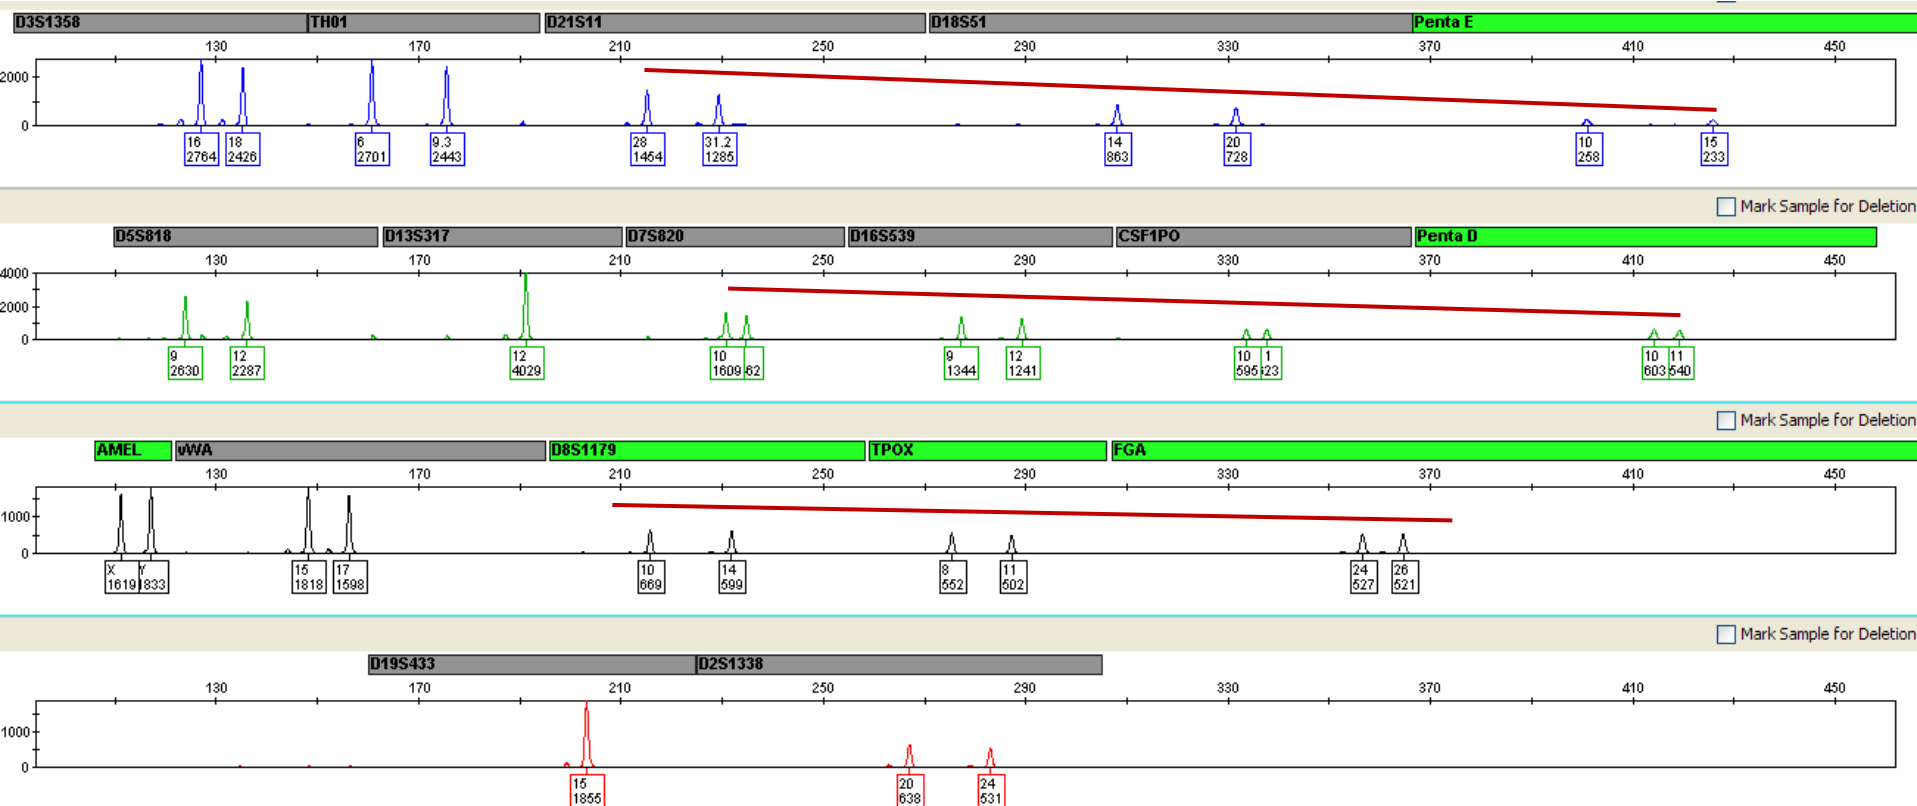 D3S1358 TH01 D21S11 D18S51 Penta E
130 170 210 250 290 330 370 410 450
2000
0
16 18 6 9.3 28 31.2 14 20 10 15
2764 2426 2701 2443 1454 1285 863 728 258 233
Mark Sample for Deletion
D5S818 D13S317 D7S820 D16S539 CSF1PO Penta D
130 170 210 250 290 330 370 410 450
4000
2000
0
9 12 12 10 9 12 10 1 10 11
2630 2287 4029 1609 62 1344 1241 595 23 603 540
Mark Sample for Deletion
AMEL vWA D8S1179 TPOX FGA
130 170 210 250 290 330 370 410 450
1000
0
X Y 15 17 10 14 8 11 24 26
1619 1833 1818 1598 669 599 552 502 527 521
Mark Sample for Deletion
D19S433 D2S1338
130 170 210 250 290 330 370 410 450
1000
0
15 20 24
1855 638 531